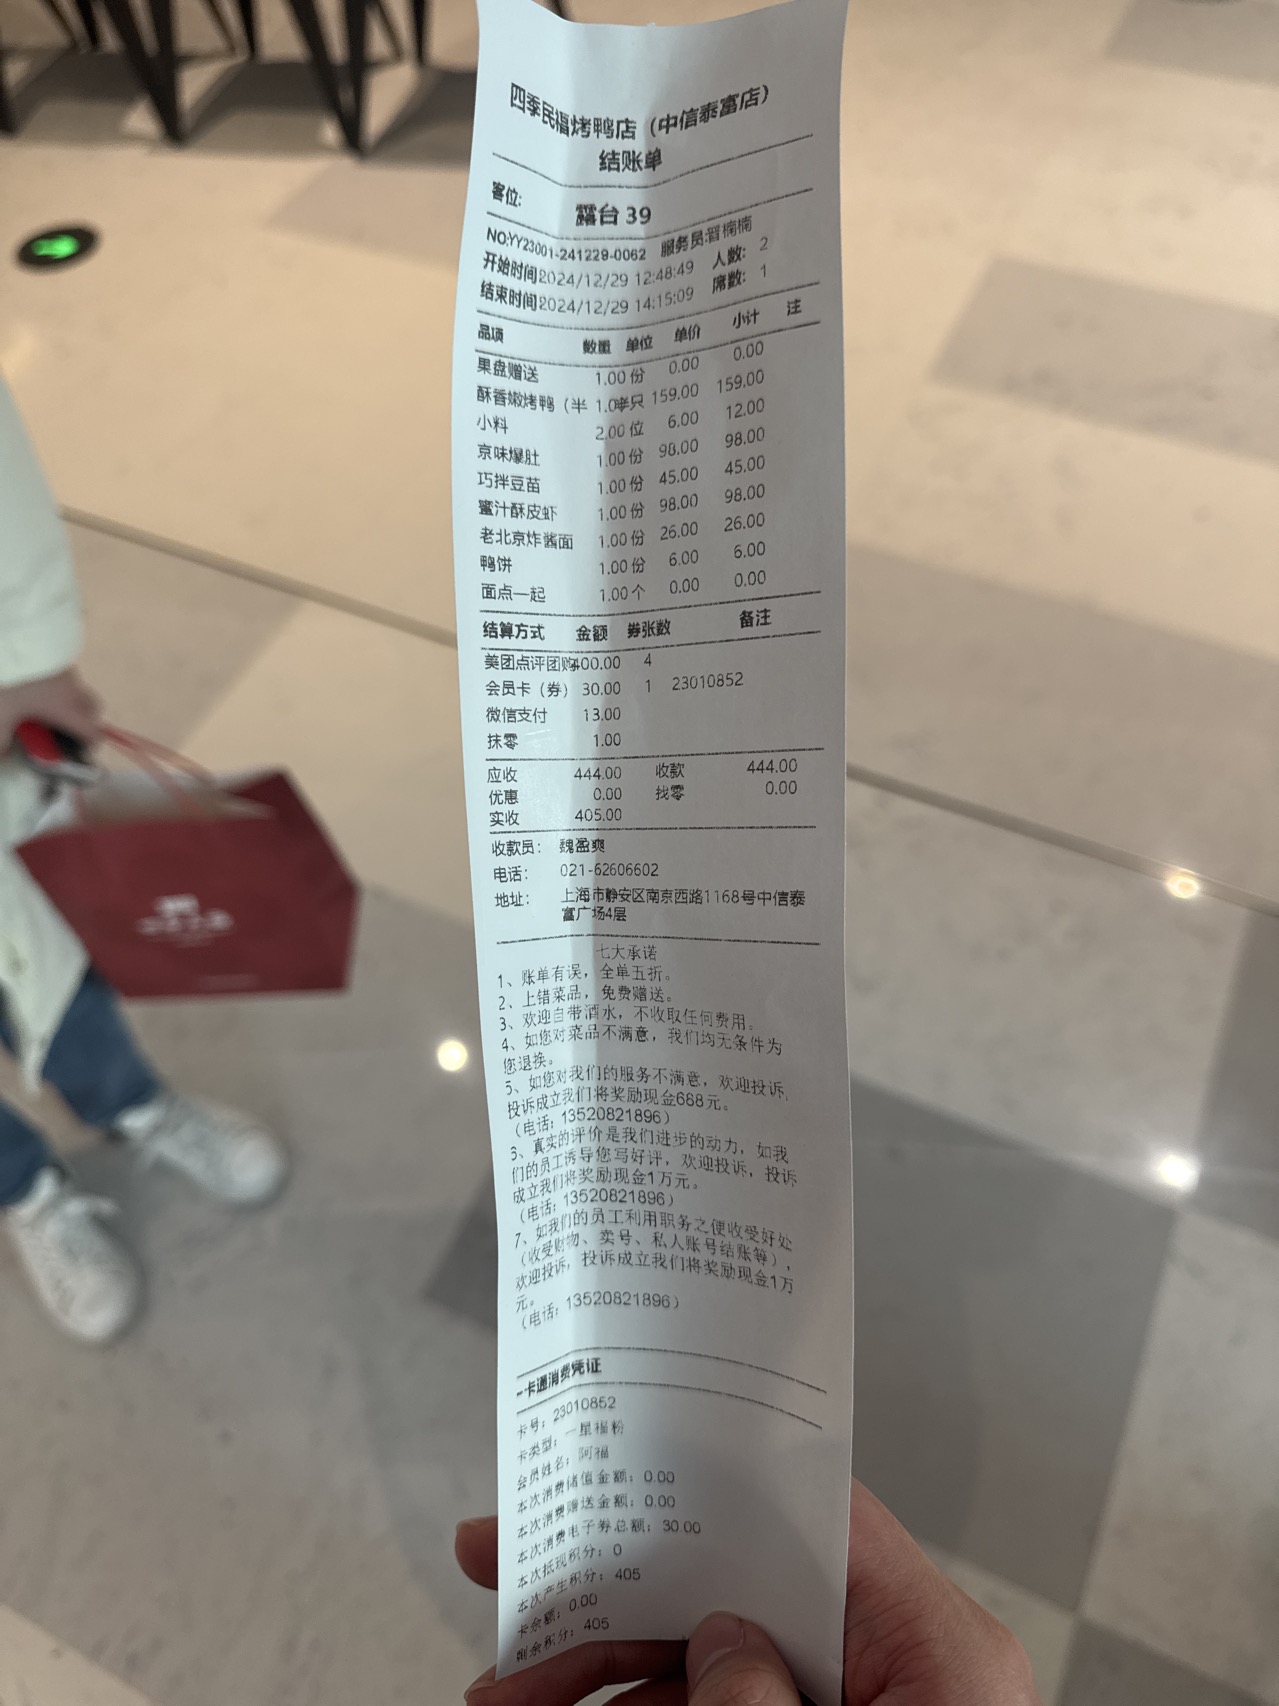 四季民福烤鸭店（中信泰富店）
结账单
客位: 露台 39
NO:YY23001-241229-0062 服务员:晋楠楠
开始时间2024/12/29 12:48:49 人数: 2
结束时间2024/12/29 14:15:09 席数: 1
品项 数量 单位 单价 小计 注
果盘赠送 1.00 份 0.00 0.00
酥香嫩烤鸭（半 1.0 半只 159.00 159.00
小料 2.00 位 6.00 12.00
京味爆肚 1.00 份 98.00 98.00
巧拌豆苗 1.00 份 45.00 45.00
蜜汁酥皮虾 1.00 份 98.00 98.00
老北京炸酱面 1.00 份 26.00 26.00
鸭饼 1.00 份 6.00 6.00
面点一起 1.00 个 0.00 0.00
结算方式 金额 券张数 备注
美团点评团购400.00 4
会员卡（券） 30.00 1 23010852
微信支付 13.00
抹零 1.00
应收 444.00 收款 444.00
优惠 0.00 找零 0.00
实收 405.00
收款员： 魏盈爽
电话： 021-62606602
地址： 上海市静安区南京西路1168号中信泰
富广场4层
七大承诺
1、账单有误，全单五折。
2、上错菜品，免费赠送。
3、欢迎自带酒水，不收取任何费用。
4、如您对菜品不满意，我们均无条件为
您退换。
5、如您对我们的服务不满意，欢迎投诉，
投诉成立我们将奖励现金688元。
（电话：13520821896）
6、真实的评价是我们进步的动力，如我
们的员工诱导您写好评，欢迎投诉，投诉
成立我们将奖励现金1万元。
（电话：13520821896）
7、如我们的员工利用职务之便收受好处
（收受财物、卖号、私人账号结账等），
欢迎投诉，投诉成立我们将奖励现金1万
元。
（电话：13520821896）
一卡通消费凭证
卡号：23010852
卡类型：一星福粉
会员姓名：阿福
本次消费储值金额：0.00
本次消费赠送金额：0.00
本次消费电子券总额：30.00
本次抵现积分：0
本次产生积分：405
卡余额：0.00
剩余积分：405